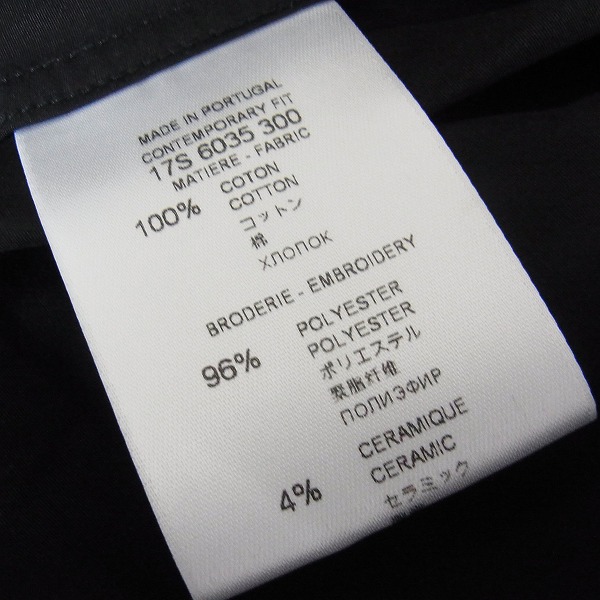 MADE IN PORTUGAL
CONTEMPORARY FIT
17S 6035 300
MATIERE - FABRIC
100% COTON
COTTON
コットン
棉
ХЛОПОК
BRODERIE - EMBROIDERY
96% POLYESTER
POLYESTER
ポリエステル
聚脂纤维
ПОЛИЭФИР
4% CERAMIQUE
CERAMIC
セラミック